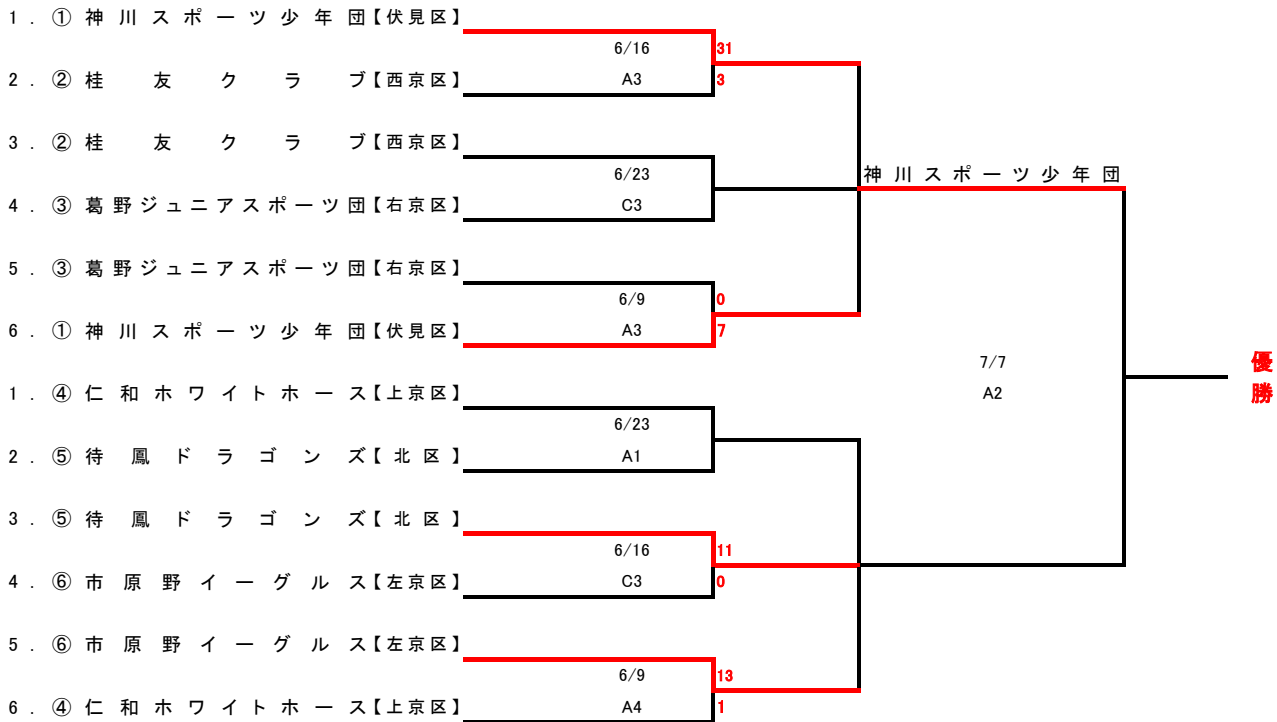 1．①神川スポーツ少年団【伏見区】
6/16 31
2．②桂友クラブ【西京区】 A3 3
3．②桂友クラブ【西京区】
6/23 神川スポーツ少年団
4．③葛野ジュニアスポーツ団【右京区】 C3
5．③葛野ジュニアスポーツ団【右京区】
6/9 0
6．①神川スポーツ少年団【伏見区】 A3 7
7/7 優
1．④仁和ホワイトホース【上京区】 A2 勝
6/23
2．⑤待鳳ドラゴンズ【北区】 A1
3．⑤待鳳ドラゴンズ【北区】
6/16 11
4．⑥市原野イーグルス【左京区】 C3 0
5．⑥市原野イーグルス【左京区】
6/9 13
6．④仁和ホワイトホース【上京区】 A4 1